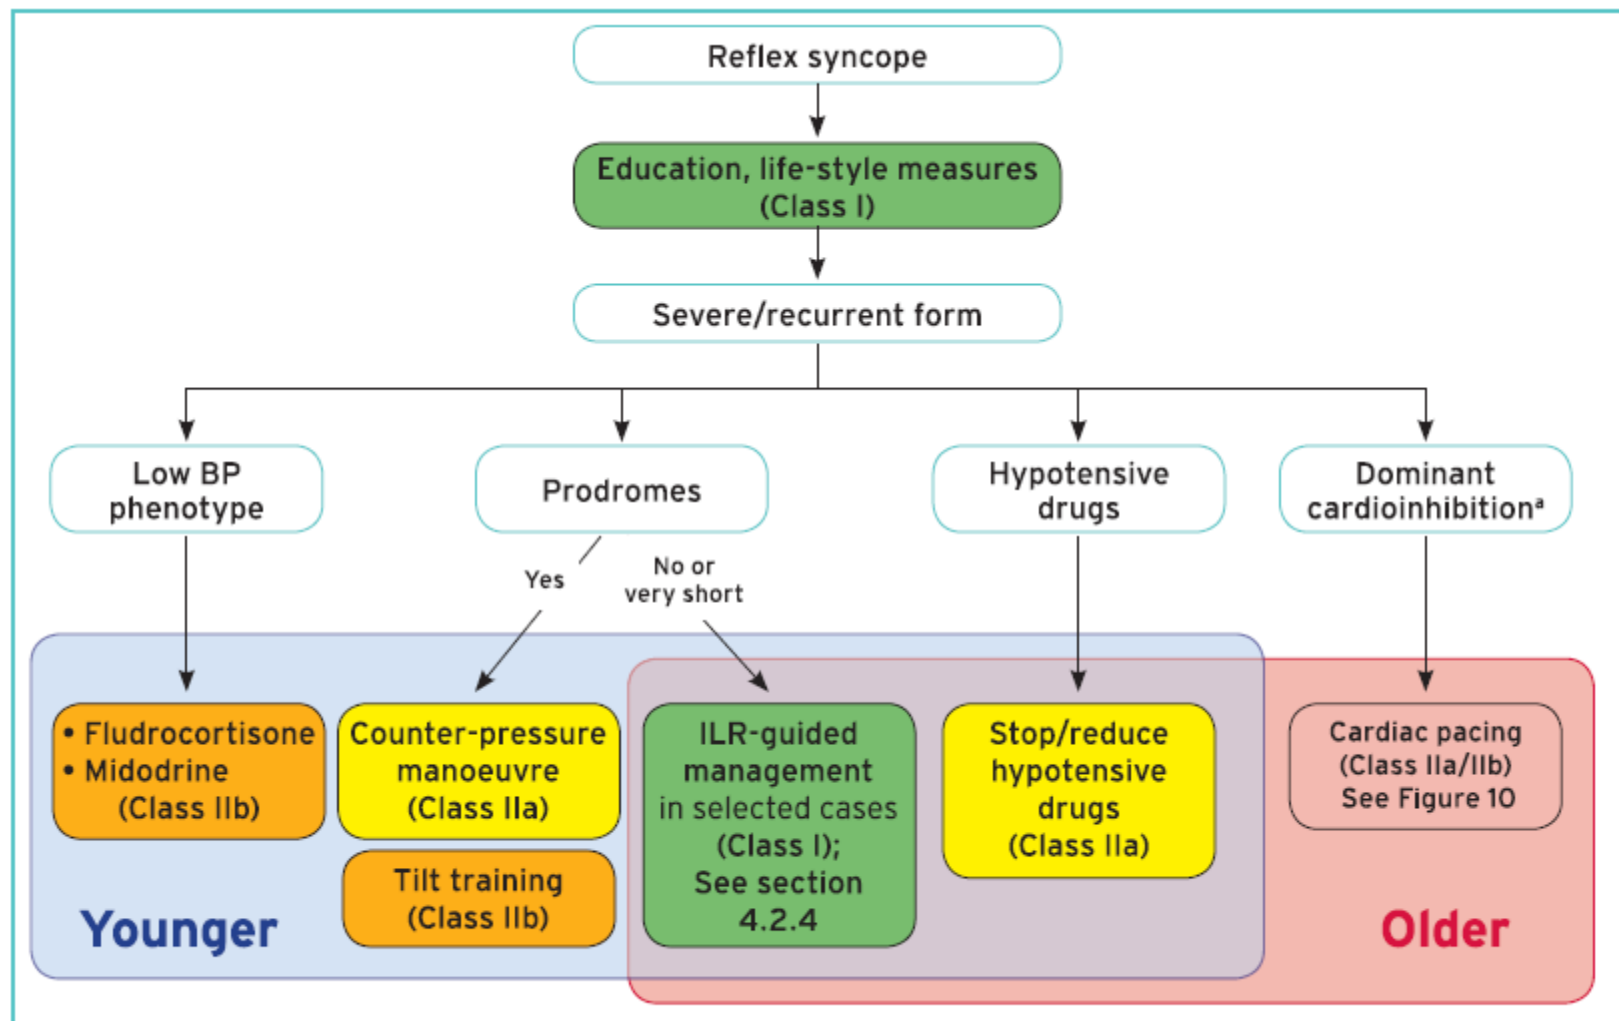 Reflex syncope
Education, life-style measures
(Class I)
Severe/recurrent form
Low BP
phenotype
Prodromes
Hypotensive
drugs
Dominant
cardioinhibitionª
Yes
No or
very short
• Fludrocortisone
• Midodrine
(Class IIb)
Counter-pressure
manoeuvre
(Class IIa)
Tilt training
(Class IIb)
ILR-guided
management
in selected cases
(Class I);
See section
4.2.4
Stop/reduce
hypotensive
drugs
(Class IIa)
Cardiac pacing
(Class IIa/IIb)
See Figure 10
Younger
Older